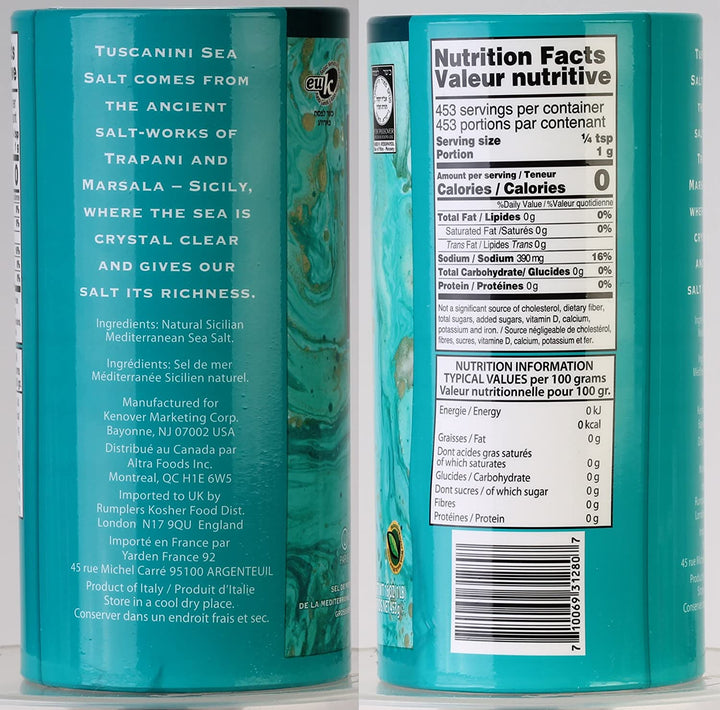 TUSCANINI SEA
SALT COMES FROM
THE ANCIENT
SALT-WORKS OF
TRAPANI AND
MARSALA – SICILY,
WHERE THE SEA IS
CRYSTAL CLEAR
AND GIVES OUR
SALT ITS RICHNESS.
Ingredients: Natural Sicilian
Mediterranean Sea Salt.
Ingrédients: Sel de mer
Méditerranée Sicilien naturel.
Manufactured for
Kenover Marketing Corp.
Bayonne, NJ 07002 USA
Distribué au Canada par
Altra Foods Inc.
Montreal, QC H1E 6W5
Imported to UK by
Rumplers Kosher Food Dist.
London N17 9QU England
Importé en France par
Yarden France 92
45 rue Michel Carré 95100 ARGENTEUIL
Product of Italy / Produit d'Italie
Store in a cool dry place.
Conserver dans un endroit frais et sec.
Nutrition Facts
Valeur nutritive
453 servings per container
453 portions par contenant
Serving size ¼ tsp
Portion 1 g
Amount per serving / Teneur
Calories / Calories 0
%Daily Value / %Valeur quotidienne
Total Fat / Lipides 0g 0%
Saturated Fat /Saturés 0g 0%
Trans Fat / Lipides Trans 0g
Sodium / Sodium 390mg 16%
Total Carbohydrate/ Glucides 0g 0%
Protein / Protéines 0g 0%
Not a significant source of cholesterol, dietary fiber,
total sugars, added sugars, vitamin D, calcium,
potassium and iron. / Source négligeable de cholestérol,
fibres, sucres, vitamine D, calcium, potassium et fer.
NUTRITION INFORMATION
TYPICAL VALUES per 100 grams
Valeur nutritionnelle pour 100 gr.
Energie / Energy 0 kJ
0 kcal
Graisses / Fat 0 g
Dont acides gras saturés
of which saturates 0 g
Glucides / Carbohydrate 0 g
Dont sucres / of which sugar 0 g
Fibres 0 g
Protéines / Protein 0 g
7 10069 31280 7